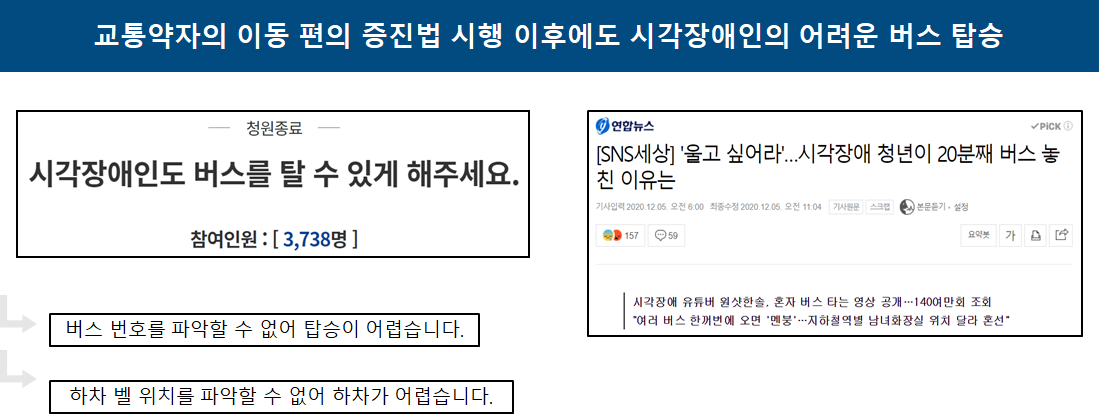 교통약자의 이동 편의 증진법 시행 이후에도 시각장애인의 어려운 버스 탑승
청원종료
시각장애인도 버스를 탈 수 있게 해주세요.
참여인원 : [ 3,738명 ]
버스 번호를 파악할 수 없어 탑승이 어렵습니다.
하차 벨 위치를 파악할 수 없어 하차가 어렵습니다.
연합뉴스
PiCK
[SNS세상] '울고 싶어라'...시각장애 청년이 20분째 버스 놓
친 이유는
기사입력 2020.12.05. 오전 6:00 최종수정 2020.12.05. 오전 11:04 기사원문 스크랩 본문듣기 · 설정
157 59 요약봇 가
시각장애 유튜버 원샷한솔, 혼자 버스 타는 영상 공개…140여만회 조회
"여러 버스 한꺼번에 오면 '멘붕'…지하철역별 남녀화장실 위치 달라 혼선"